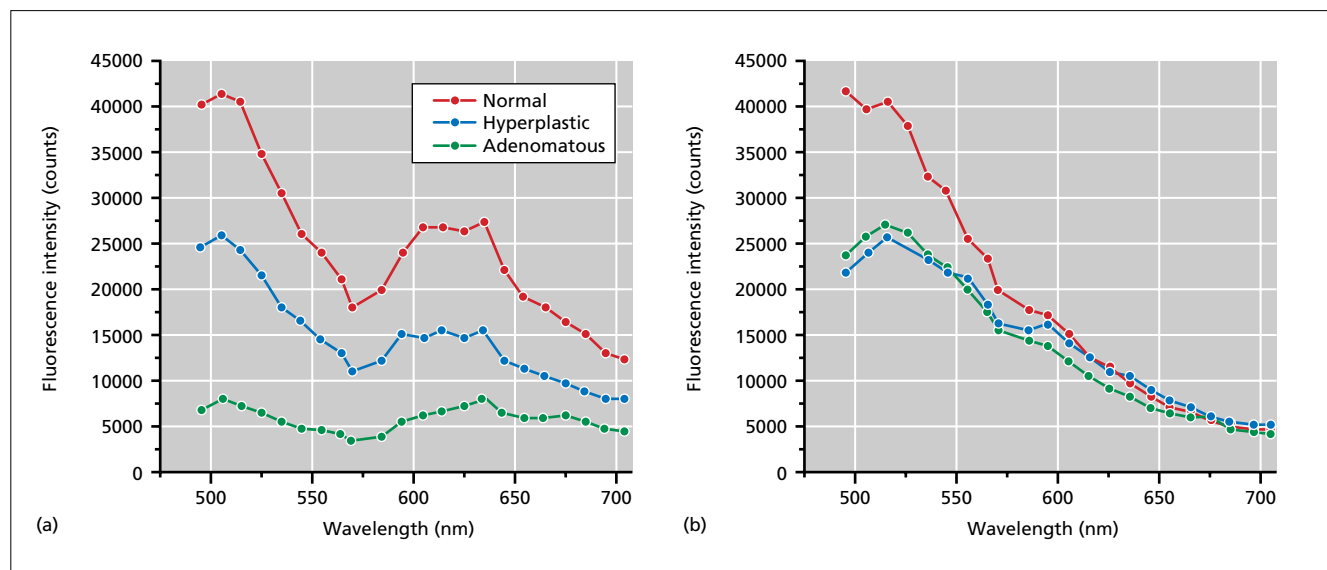 45000
40000
35000
30000
25000
20000
15000
10000
5000
0
Fluorescence intensity (counts)
Normal
Hyperplastic
Adenomatous
500 550 600 650 700
Wavelength (nm)
(a)
45000
40000
35000
30000
25000
20000
15000
10000
5000
0
Fluorescence intensity (counts)
500 550 600 650 700
Wavelength (nm)
(b)